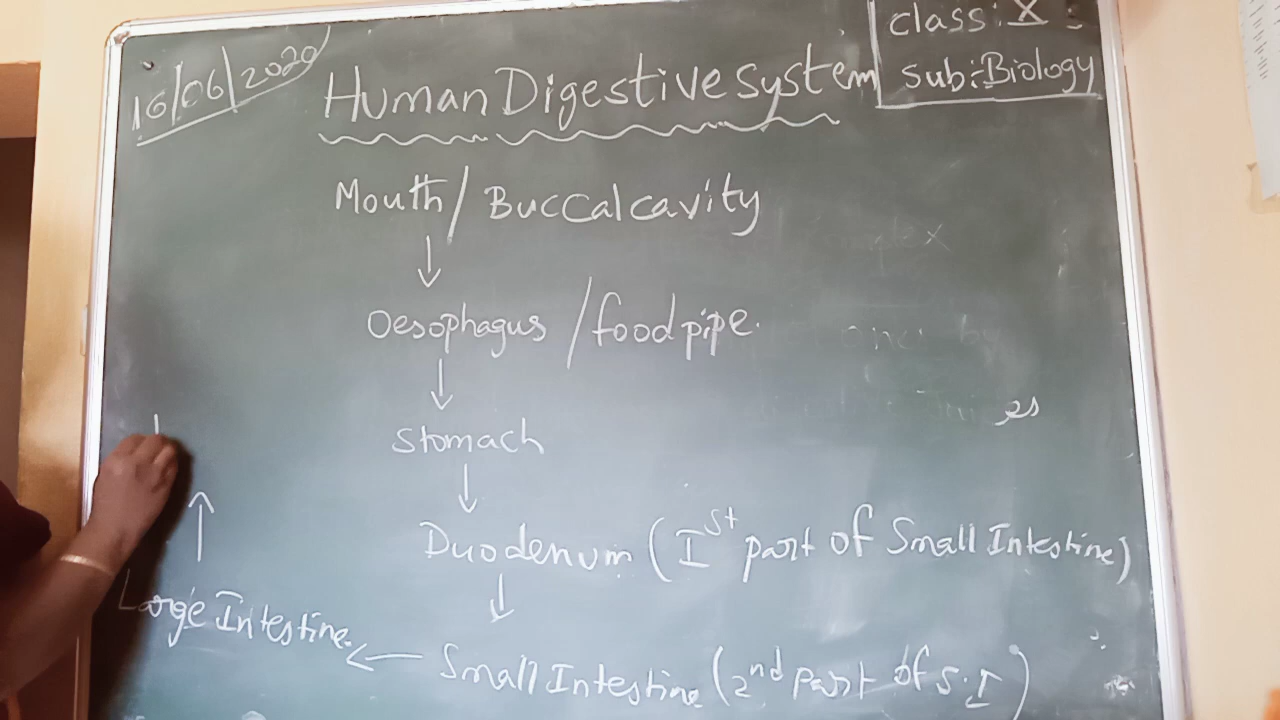 16/06/2020
class: X
sub:- Biology
Human Digestive system
Mouth / Buccal cavity
Oesophagus / food pipe.
Stomach
es
Duodenum (Ist part of Small Intestine)
Large Intestine.
Small Intestine (2nd part of S.I)